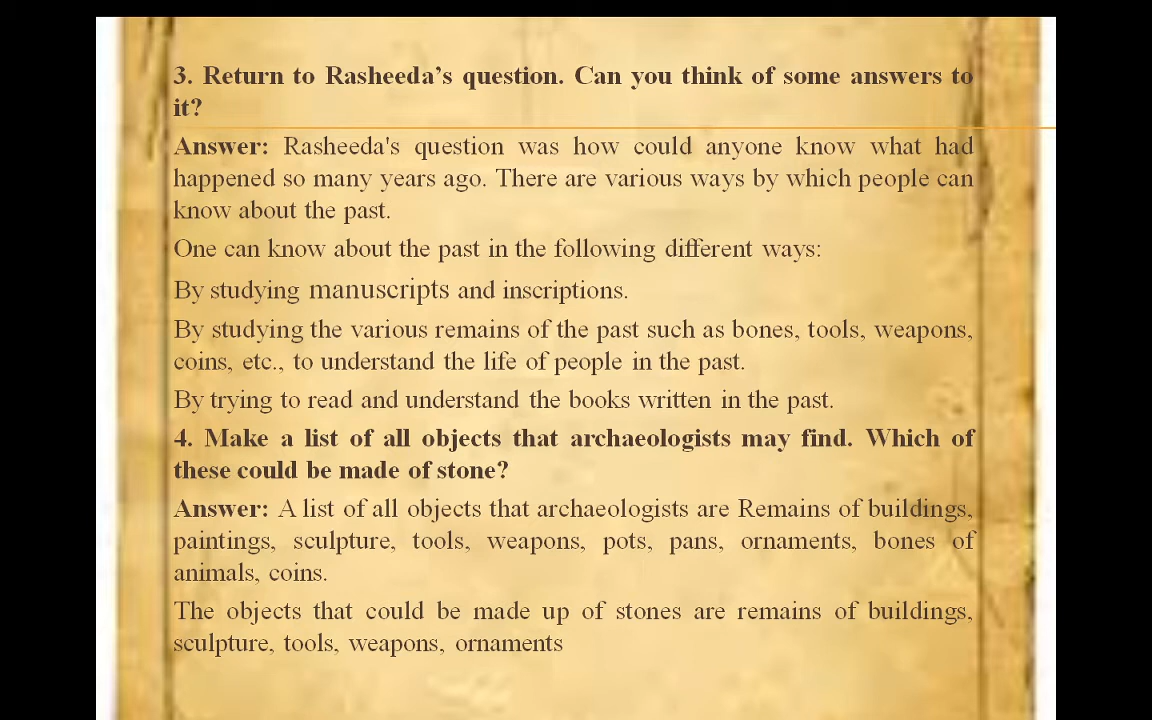 3. Return to Rasheeda’s question. Can you think of some answers to
it?
Answer: Rasheeda's question was how could anyone know what had
happened so many years ago. There are various ways by which people can
know about the past.
One can know about the past in the following different ways:
By studying manuscripts and inscriptions.
By studying the various remains of the past such as bones, tools, weapons,
coins, etc., to understand the life of people in the past.
By trying to read and understand the books written in the past.
4. Make a list of all objects that archaeologists may find. Which of
these could be made of stone?
Answer: A list of all objects that archaeologists are Remains of buildings,
paintings, sculpture, tools, weapons, pots, pans, ornaments, bones of
animals, coins.
The objects that could be made up of stones are remains of buildings,
sculpture, tools, weapons, ornaments